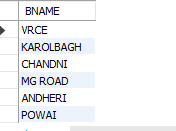 BNAME
VRCE
KAROLBAGH
CHANDNI
MG ROAD
ANDHERI
POWAI